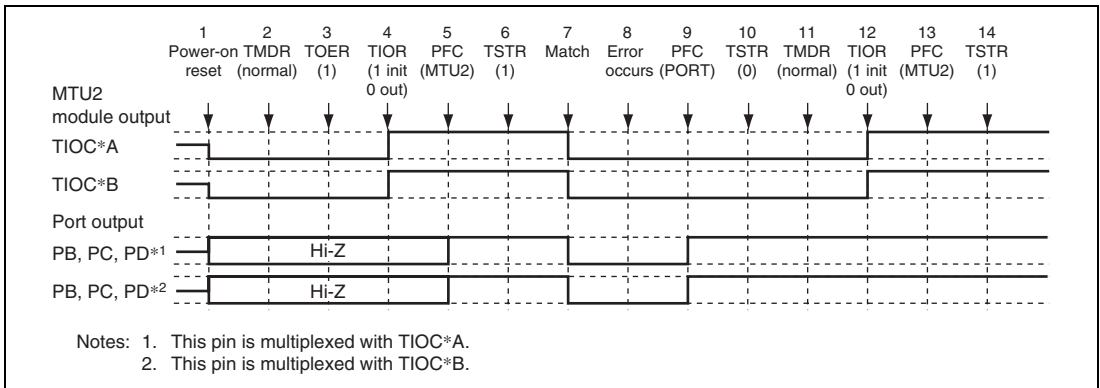 1 2 3 4 5 6 7 8 9 10 11 12 13 14
Power-on TMDR TOER TIOR PFC TSTR Match Error PFC TSTR TMDR TIOR PFC TSTR
reset (normal) (1) (1 init (MTU2) (1) occurs (PORT) (0) (normal) (1 init (MTU2) (1)
0 out) 0 out)
MTU2
module output
TIOC*A
TIOC*B
Port output
PB, PC, PD*1 Hi-Z
PB, PC, PD*2 Hi-Z
Notes: 1. This pin is multiplexed with TIOC*A.
2. This pin is multiplexed with TIOC*B.